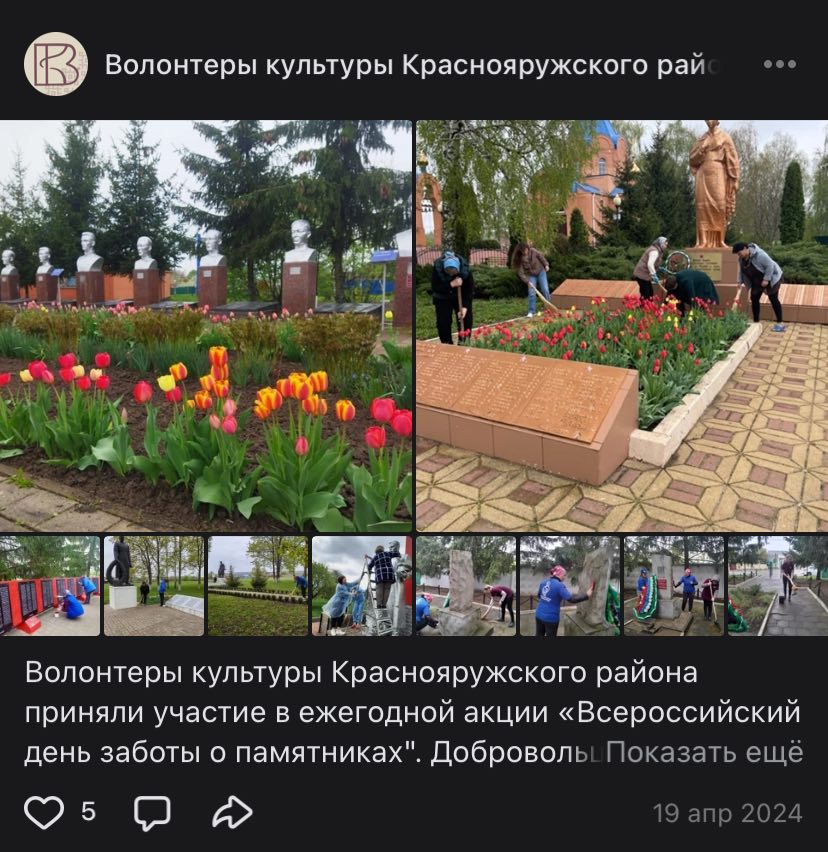 Волонтеры культуры Краснояружского
Волонтеры культуры Краснояружского района
приняли участие в ежегодной акции «Всероссийский
день заботы о памятниках". Доброволь Показать ещё
5
19 апр 2024